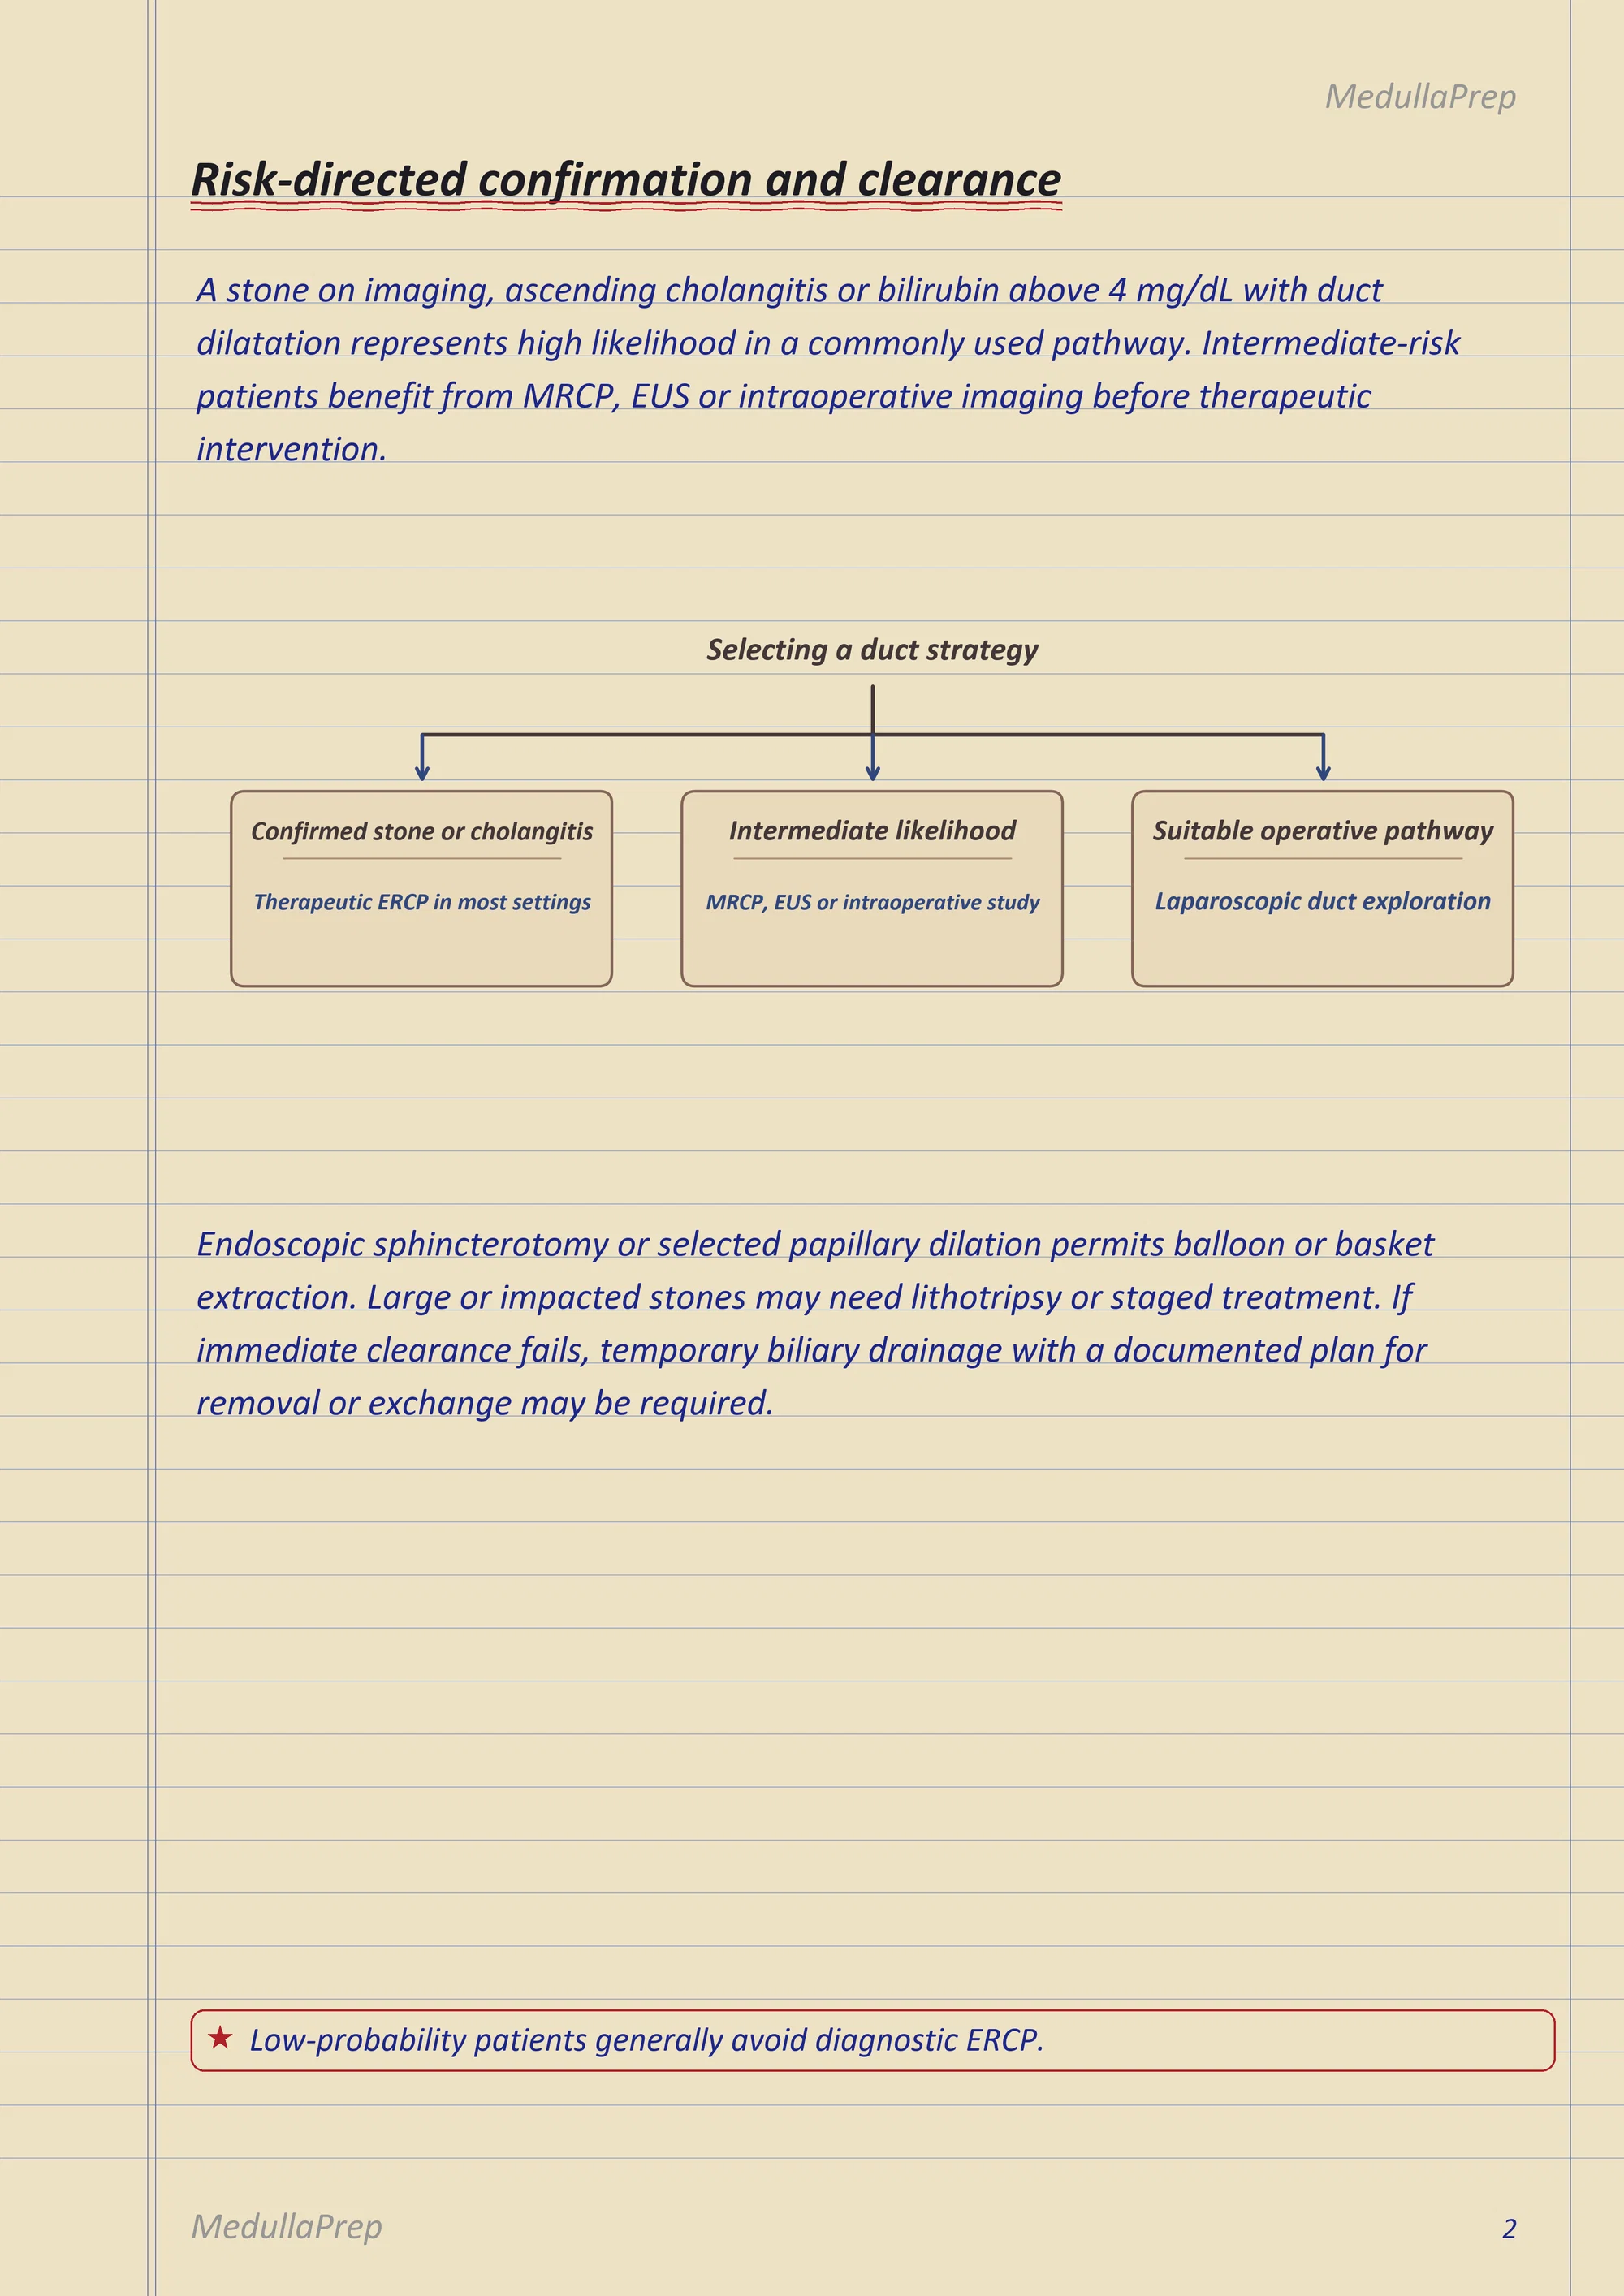 MedullaPrep
Risk-directed confirmation and clearance
A stone on imaging, ascending cholangitis or bilirubin above 4 mg/dL with duct
dilatation represents high likelihood in a commonly used pathway. Intermediate-risk
patients benefit from MRCP, EUS or intraoperative imaging before therapeutic
intervention.
Selecting a duct strategy
Confirmed stone or cholangitis
Therapeutic ERCP in most settings
Intermediate likelihood
MRCP, EUS or intraoperative study
Suitable operative pathway
Laparoscopic duct exploration
Endoscopic sphincterotomy or selected papillary dilation permits balloon or basket
extraction. Large or impacted stones may need lithotripsy or staged treatment. If
immediate clearance fails, temporary biliary drainage with a documented plan for
removal or exchange may be required.
★ Low-probability patients generally avoid diagnostic ERCP.
MedullaPrep
2